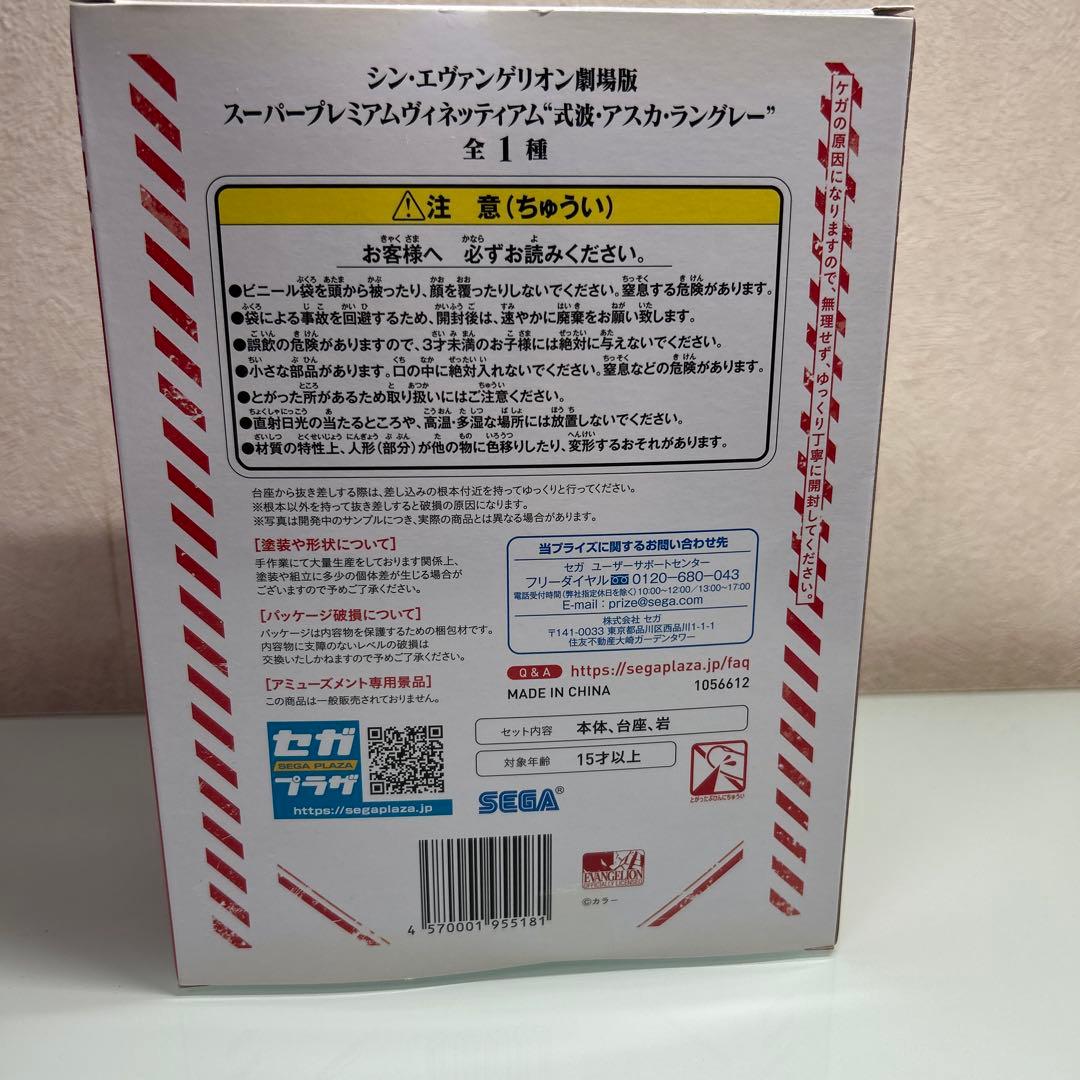 シン・エヴァンゲリオン劇場版
スーパープレミアムヴィネッティアム“式波・アスカ・ラングレー”
全1種
⚠注 意(ちゅうい)
お客様へ 必ずお読みください。
●ビニール袋を頭から被ったり、顔を覆ったりしないでください。窒息する危険があります。
●袋による事故を回避するため、開封後は、速やかに廃棄をお願い致します。
●誤飲の危険がありますので、3才未満のお子様には絶対に与えないでください。
●小さな部品があります。口の中に絶対入れないでください。窒息などの危険があります。
●とがった所があるため取り扱いにはご注意ください。
●直射日光の当たるところや、高温・多湿な場所には放置しないでください。
●材質の特性上、人形(部分)が他の物に色移りしたり、変形するおそれがあります。
ケガの原因になりますので、無理せず、ゆっくり丁寧に開封してください。
台座から抜き差しする際は、差し込みの根本付近を持ってゆっくりと行ってください。
※根本以外を持って抜き差しすると破損の原因になります。
※写真は開発中のサンプルにつき、実際の商品とは異なる場合があります。
[塗装や形状について]
手作業にて大量生産をしております関係上、
塗装や組立に多少の個体差が生じる場合が
ございますので予めご了承ください。
[パッケージ破損について]
パッケージは内容物を保護するための梱包材です。
内容物に支障のないレベルの破損は
交換いたしかねますので予めご了承ください。
[アミューズメント専用景品]
この商品は一般販売されておりません。
当プライズに関するお問い合わせ先
セガ ユーザーサポートセンター
フリーダイヤル 0120-680-043
電話受付時間(弊社指定休日を除く)10:00~12:00/13:00~17:00
E-mail:prize@sega.com
株式会社 セガ
〒141-0033 東京都品川区西品川1-1-1
住友不動産大崎ガーデンタワー
Q&A https://segaplaza.jp/faq
MADE IN CHINA 1056612
セガ
SEGA PLAZA
プラザ
https://segaplaza.jp
セット内容 本体、台座、岩
対象年齢 15才以上
SEGA®
とがったぶひんにちゅうい
EVANGELION
OFFICIALLY LICENSED
©カラー
4 570001 955181